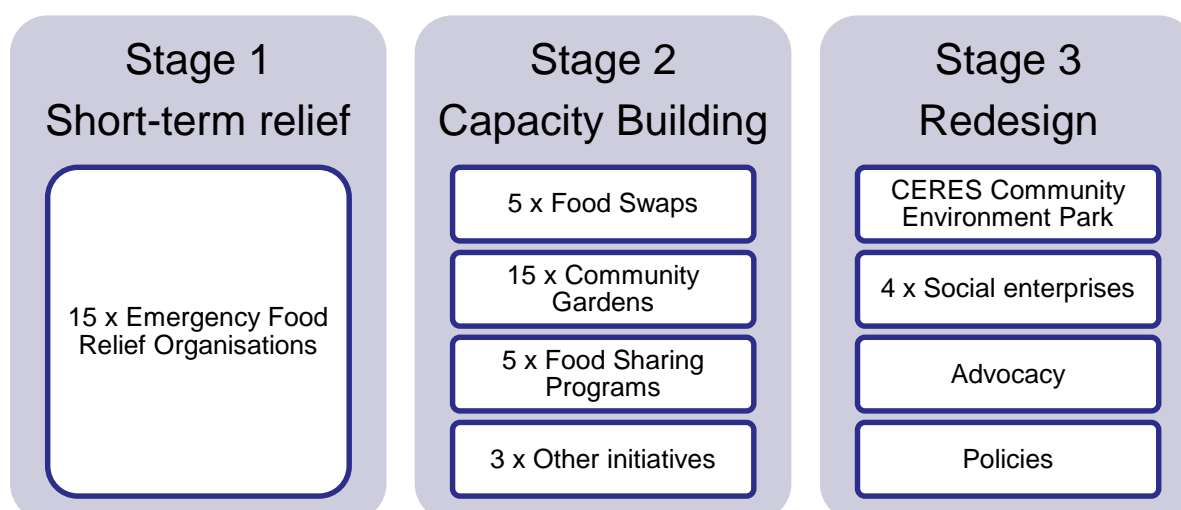 Stage 1
Short-term relief
15 x Emergency Food
Relief Organisations
Stage 2
Capacity Building
5 x Food Swaps
15 x Community
Gardens
5 x Food Sharing
Programs
3 x Other initiatives
Stage 3
Redesign
CERES Community
Environment Park
4 x Social enterprises
Advocacy
Policies